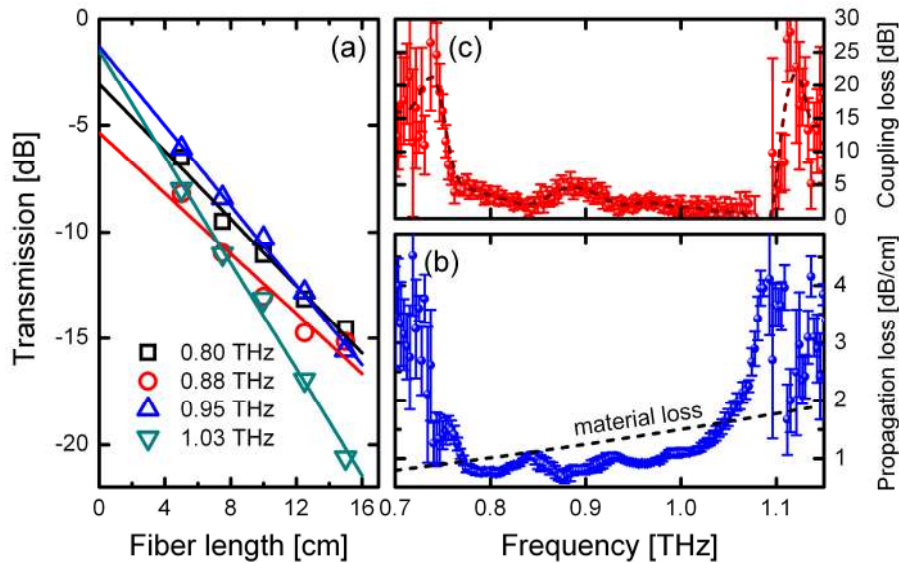 (a)
0
-5
-10
-15
-20
Transmission [dB]
0.80 THz
0.88 THz
0.95 THz
1.03 THz
0 4 8 12 16
Fiber length [cm]
(c)
30
25
20
15
10
5
0
Coupling loss [dB]
(b)
material loss
4
3
2
1
Propagation loss [dB/cm]
0.7 0.8 0.9 1.0 1.1
Frequency [THz]